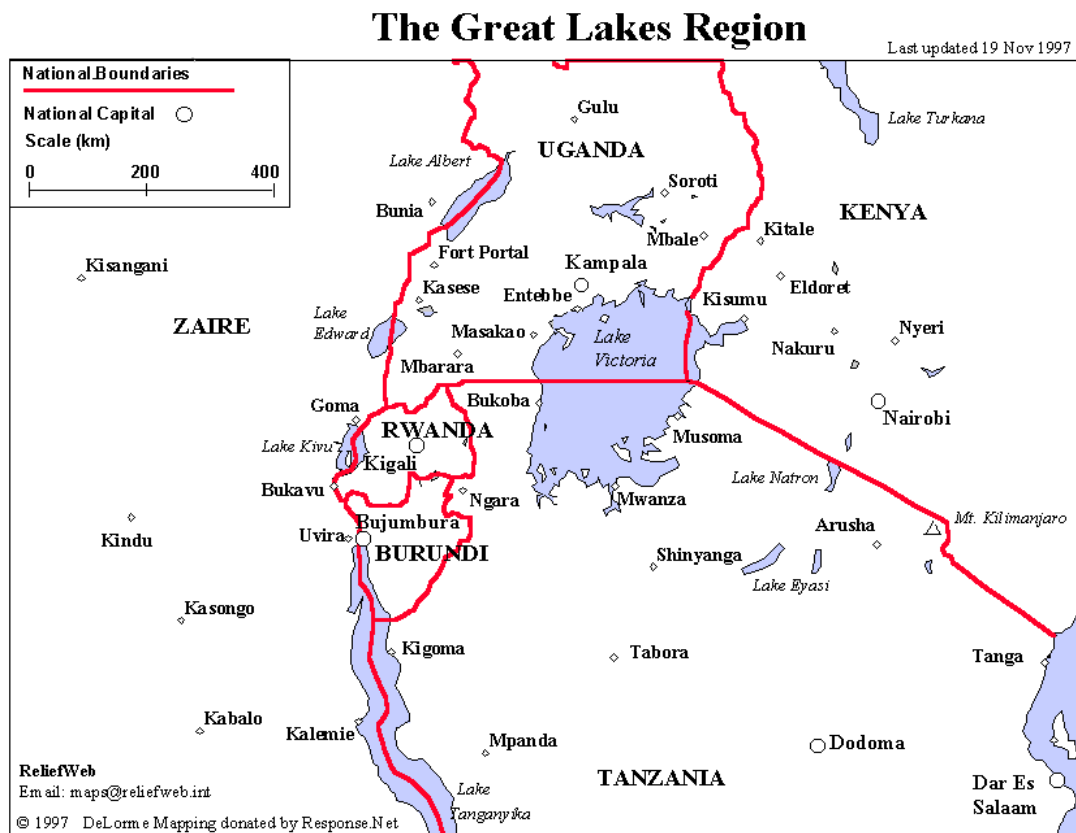 The Great Lakes Region
Last updated 19 Nov 1997
National.Boundaries
National Capital
Scale (km)
0 200 400
Lake Turkana
Gulu
UGANDA
Lake Albert
Soroti
Bunia
KENYA
Mbale
Kitale
Fort Portal
Kisangani
Kampala
Eldoret
Kasese
Entebbe
Kisumu
Lake
Edward
ZAIRE
Masakao
Lake
Victoria
Nyeri
Nakuru
Mbarara
Goma
Bukoba
Nairobi
RWANDA
Musoma
Lake Kivu
Kigali
Lake Natron
Bukavu
Ngara
Mwanza
Mt. Kilimanjaro
Bujumbura
Arusha
Kindu
Uvira
BURUNDI
Shinyanga
Lake Eyasi
Kasongo
Kigoma
Tabora
Tanga
Kabalo
Kalemie
Mpanda
Dodoma
TANZANIA
Dar Es
Salaam
Lake
Tanganyika
ReliefWeb
Email: maps@reliefweb.int
© 1997 DeLorme Mapping donated by Response.Net